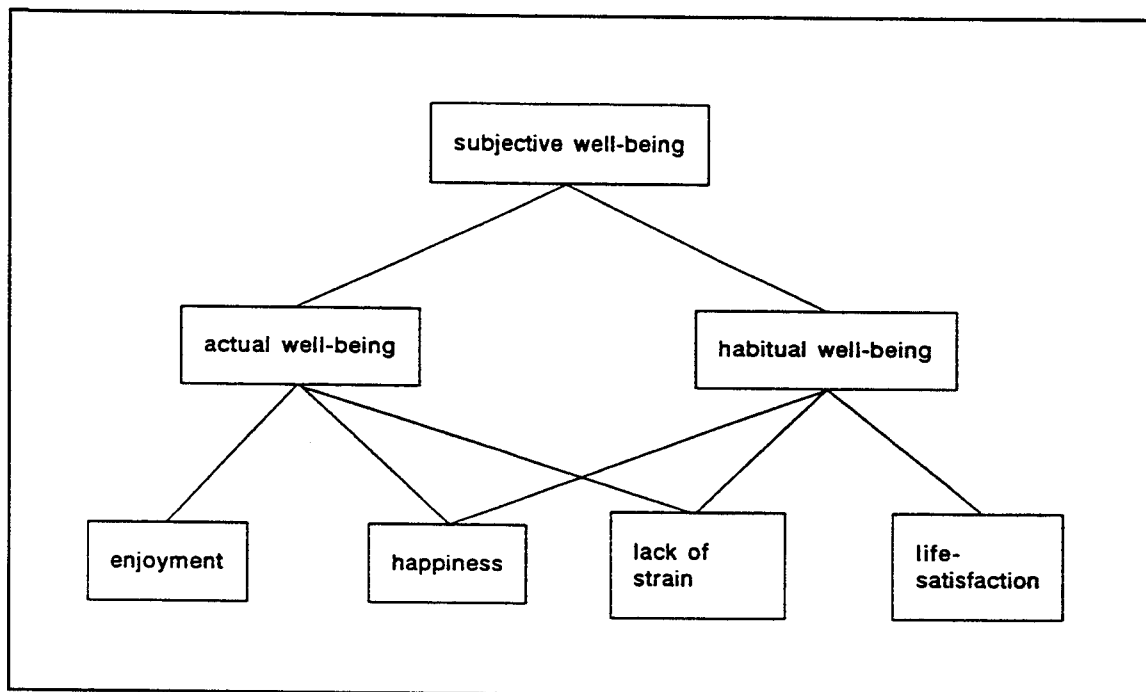 subjective well-being
actual well-being
habitual well-being
enjoyment
happiness
lack of
strain
life-
satisfaction